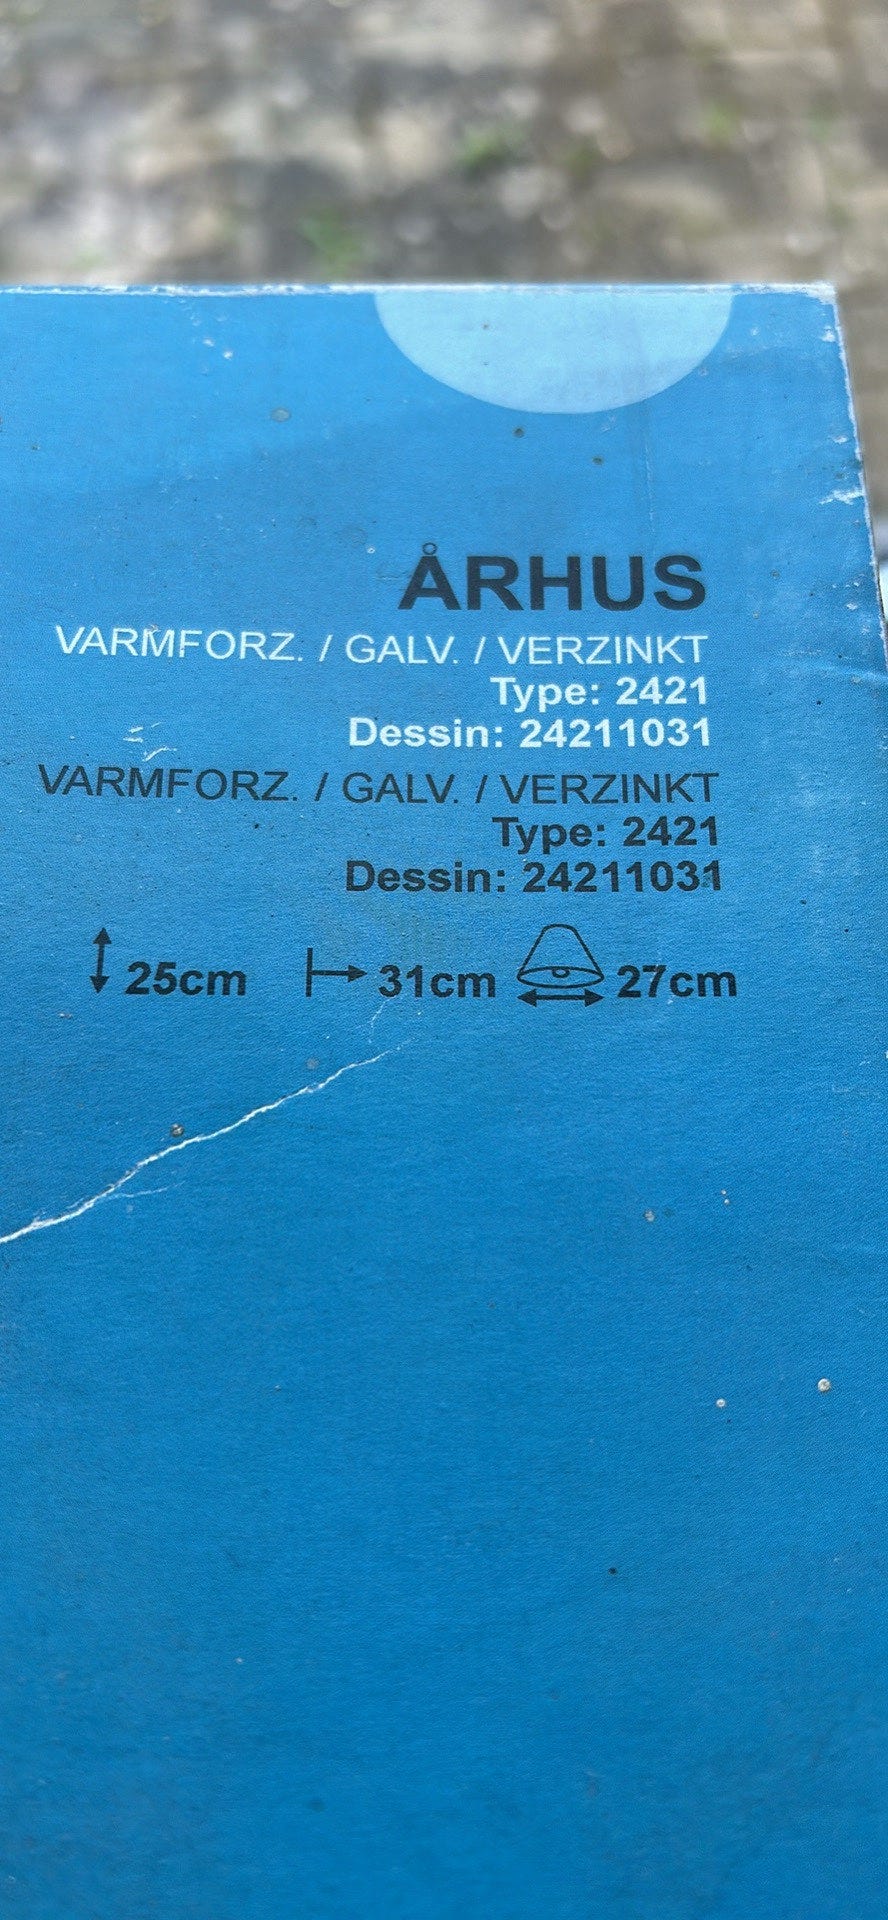 ÅRHUS
VARMFORZ. / GALV. / VERZINKT
Type: 2421
Dessin: 24211031
VARMFORZ. / GALV. / VERZINKT
Type: 2421
Dessin: 24211031
25cm 31cm 27cm